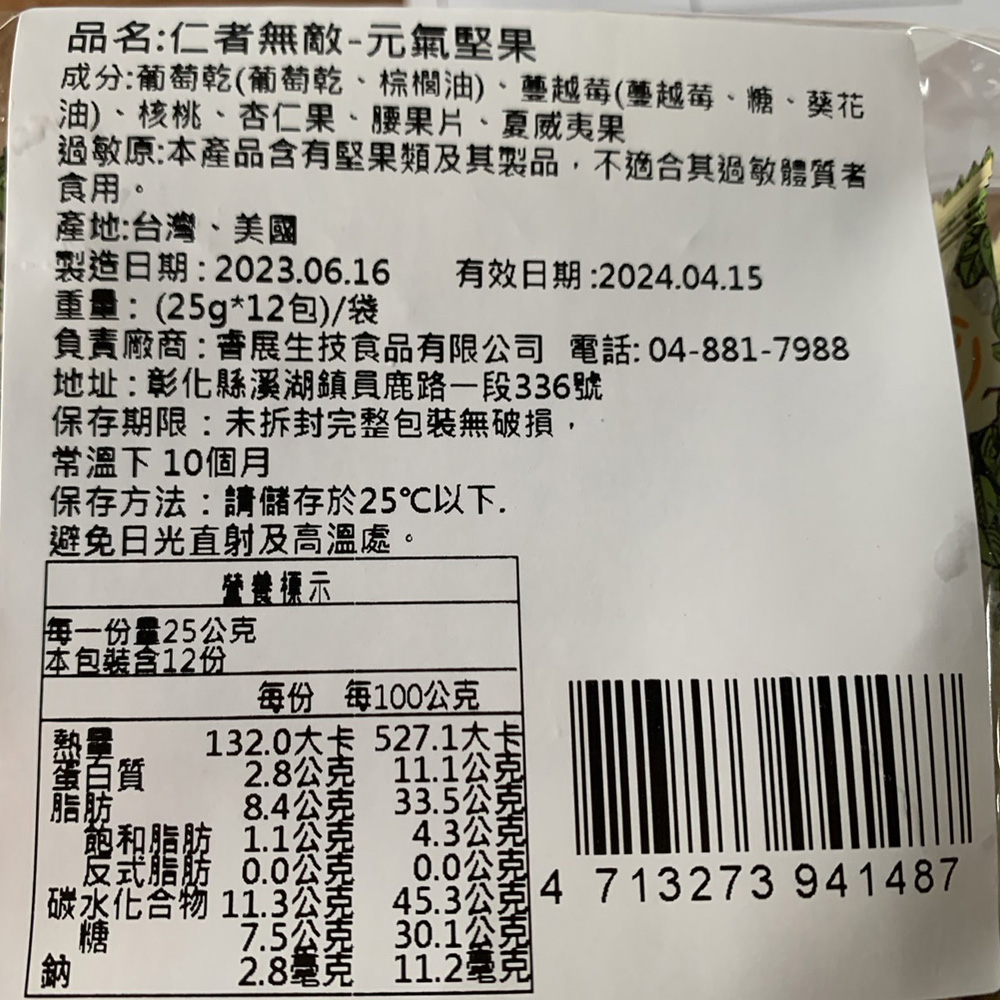 品名:仁者無敵-元氣堅果
成分:葡萄乾(葡萄乾、棕櫚油)、蔓越莓(蔓越莓、糖、葵花
油)、核桃、杏仁果、腰果片、夏威夷果
過敏原:本產品含有堅果類及其製品，不適合其過敏體質者
食用。
產地:台灣、美國
製造日期:2023.06.16 有效日期:2024.04.15
重量:(25g*12包)/袋
負責廠商:睿展生技食品有限公司 電話:04-881-7988
地址:彰化縣溪湖鎮員鹿路一段336號
保存期限:未拆封完整包裝無破損，
常溫下10個月
保存方法:請儲存於25℃以下.
避免日光直射及高溫處。
營養標示
每一份量25公克
本包裝含12份
每份 每100公克
熱量 132.0大卡 527.1大卡
蛋白質 2.8公克 11.1公克
脂肪 8.4公克 33.5公克
飽和脂肪 1.1公克 4.3公克
反式脂肪 0.0公克 0.0公克
碳水化合物 11.3公克 45.3公克
糖 7.5公克 30.1公克
鈉 2.8毫克 11.2毫克
4 713273 941487